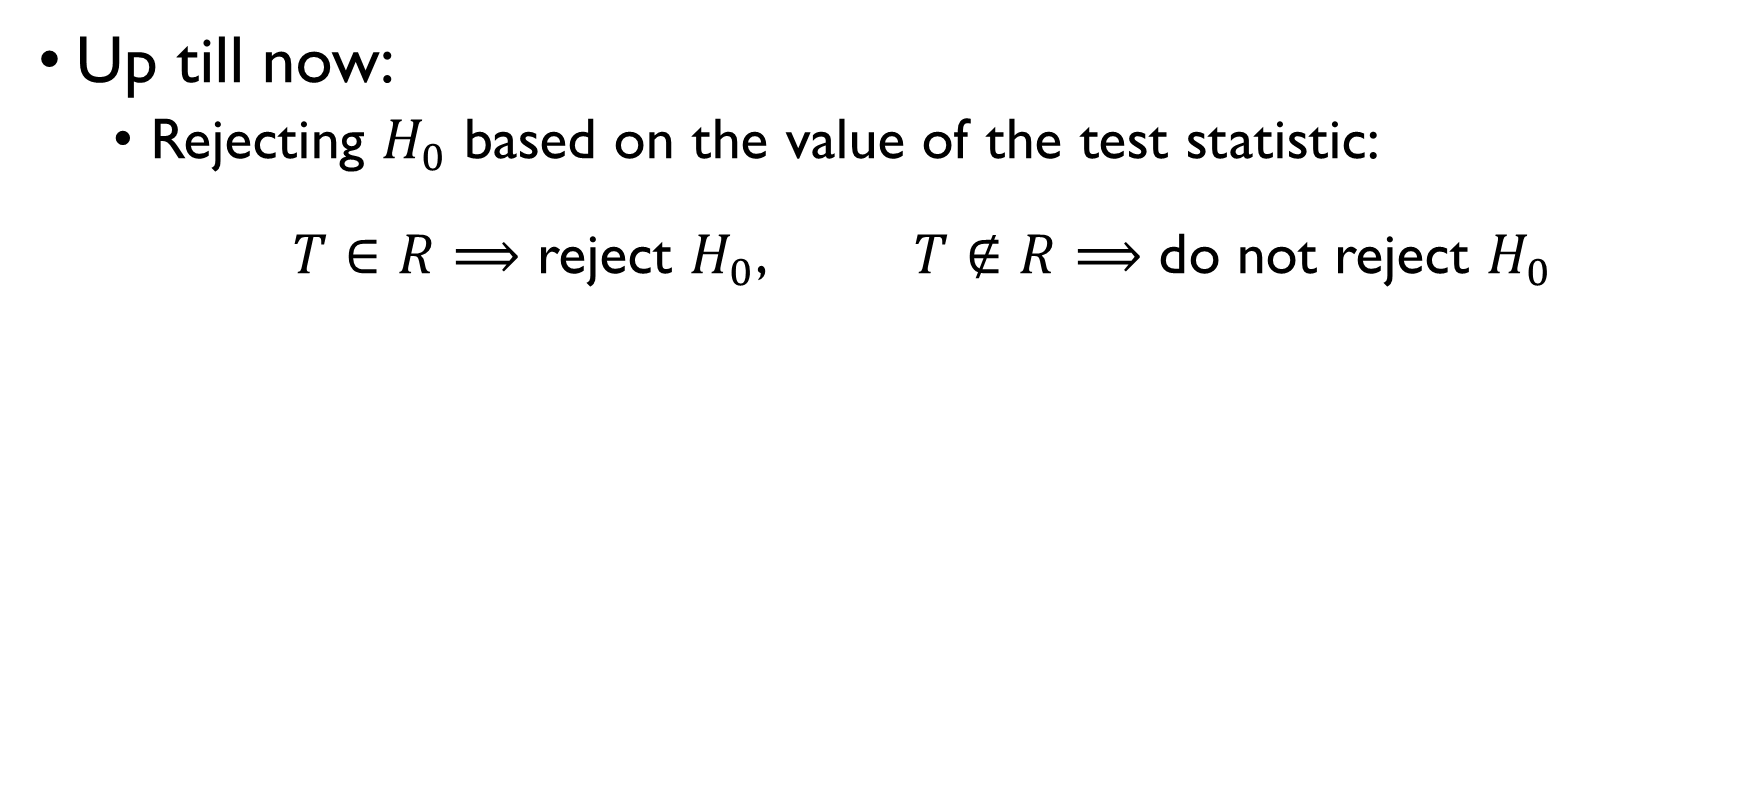 • Up till now:
• Rejecting H₀ based on the value of the test statistic:
T ∈ R ⟹ reject H₀, T ∉ R ⟹ do not reject H₀